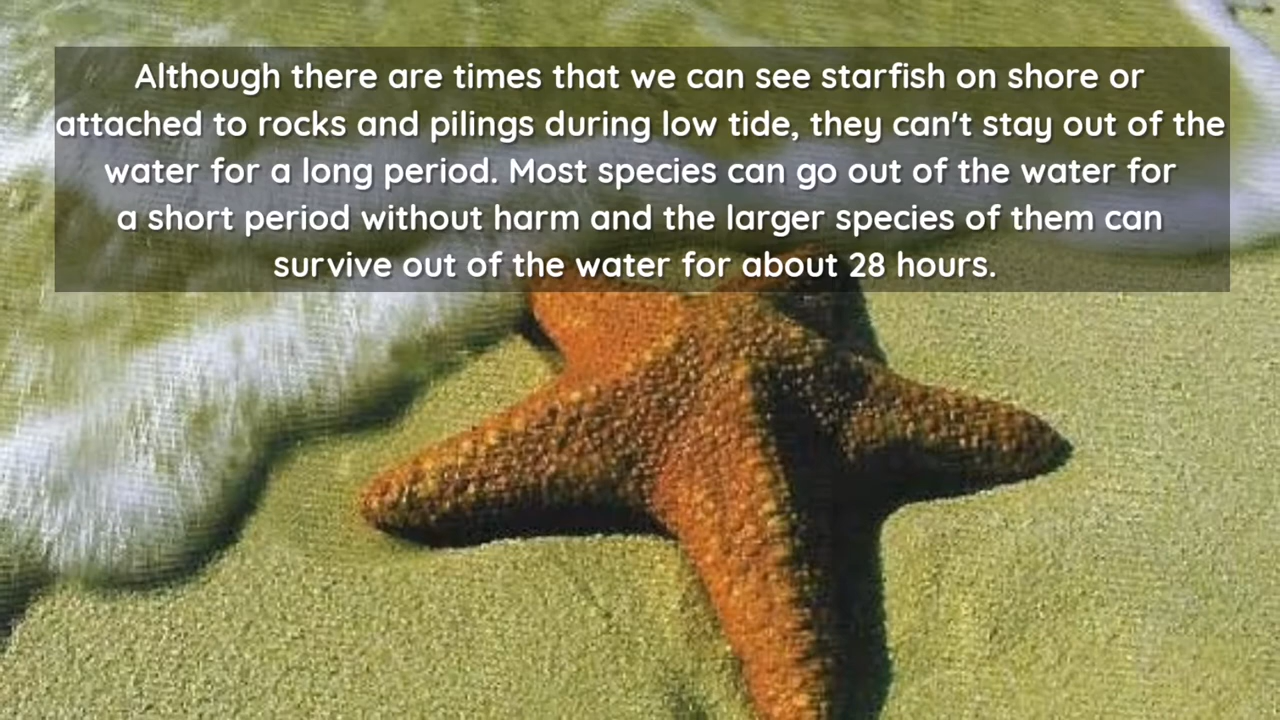 Although there are times that we can see starfish on shore or
attached to rocks and pilings during low tide, they can't stay out of the
water for a long period. Most species can go out of the water for
a short period without harm and the larger species of them can
survive out of the water for about 28 hours.